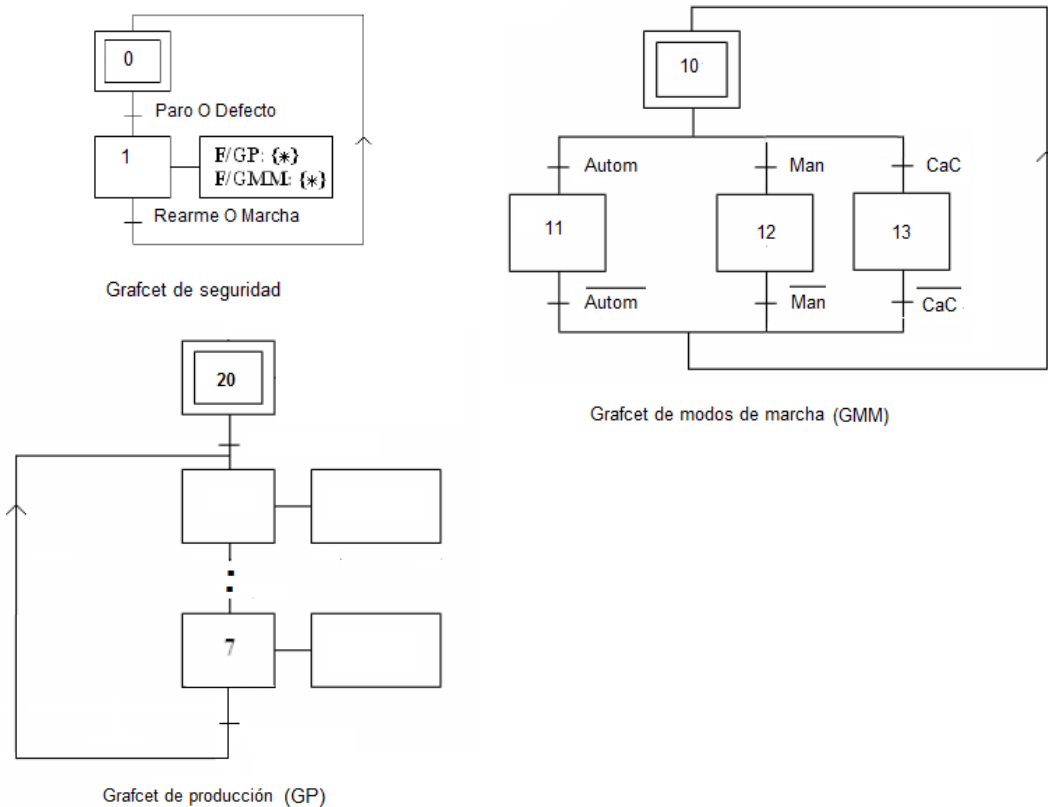 0
Paro O Defecto
1
F/GP: {*}
F/GMM: {*}
Rearme O Marcha
Grafcet de seguridad
10
Autom
Man
CaC
11
12
13
Autom
Man
CaC
Grafcet de modos de marcha (GMM)
20
7
Grafcet de producción (GP)